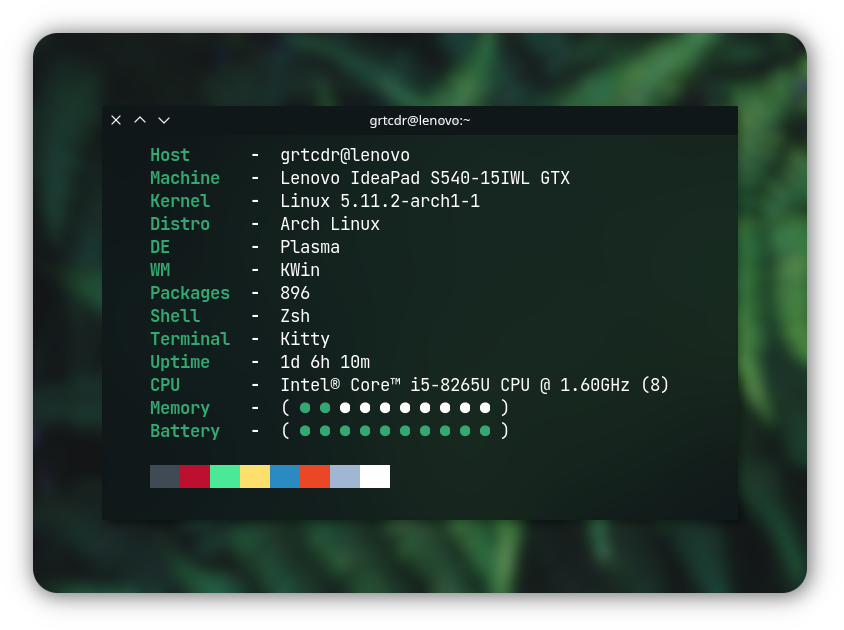 grtcdr@lenovo:~
Host - grtcdr@lenovo
Machine - Lenovo IdeaPad S540-15IWL GTX
Kernel - Linux 5.11.2-arch1-1
Distro - Arch Linux
DE - Plasma
WM - KWin
Packages - 896
Shell - Zsh
Terminal - Kitty
Uptime - 1d 6h 10m
CPU - Intel® Core™ i5-8265U CPU @ 1.60GHz (8)
Memory - ( ● ● ● ● ● ● ● ● ● ● )
Battery - ( ● ● ● ● ● ● ● ● ● ● )